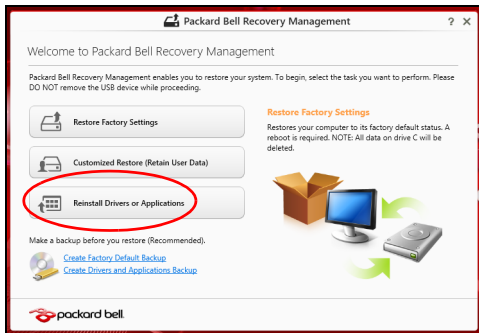 Packard Bell Recovery Management
? X
Welcome to Packard Bell Recovery Management
Packard Bell Recovery Management enables you to restore your system. To begin, select the task you want to perform. Please
DO NOT remove the USB device while proceeding.
Restore Factory Settings
Customized Restore (Retain User Data)
Reinstall Drivers or Applications
Restore Factory Settings
Restores your computer to its factory default status. A
reboot is required. NOTE: All data on drive C will be
deleted.
Make a backup before you restore (Recommended).
Create Factory Default Backup
Create Drivers and Applications Backup
packard bell